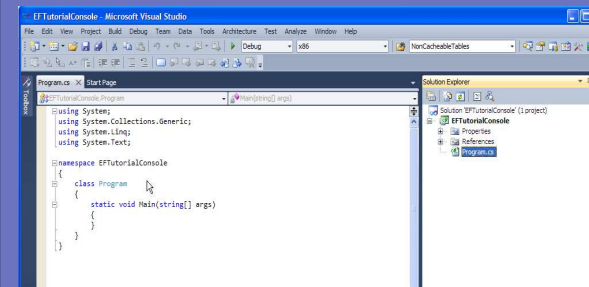 EFTutorialConsole - Microsoft Visual Studio
File Edit View Project Build Debug Team Data Tools Architecture Test Analyze Window Help
Debug x86 NonCacheableTables
Program.cs Start Page
Solution Explorer
Toolbox
EFTutorialConsole.Program Main(string[] args)
using System;
using System.Collections.Generic;
using System.Linq;
using System.Text;
namespace EFTutorialConsole
{
class Program
{
static void Main(string[] args)
{
}
}
}
Solution 'EFTutorialConsole' (1 project)
EFTutorialConsole
Properties
References
Program.cs